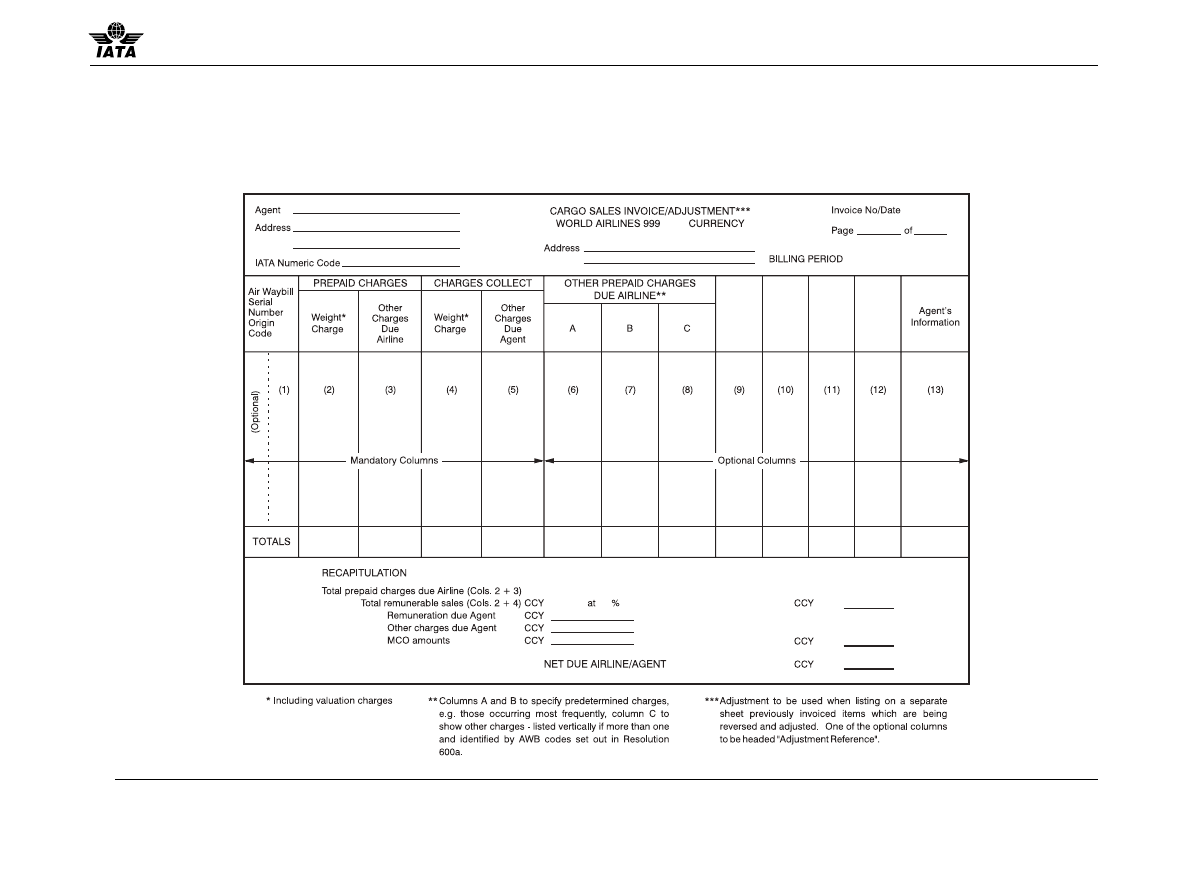 IATA
Agent
CARGO SALES INVOICE/ADJUSTMENT***
Invoice No/Date
Address
WORLD AIRLINES 999 CURRENCY
Page of
Address
IATA Numeric Code
BILLING PERIOD
Air Waybill
Serial
Number
Origin
Code
PREPAID CHARGES
Weight*
Charge
Other
Charges
Due
Airline
CHARGES COLLECT
Weight*
Charge
Other
Charges
Due
Agent
OTHER PREPAID CHARGES
DUE AIRLINE**
A B C
Agent's
Information
(Optional)
(1) (2) (3) (4) (5) (6) (7) (8) (9) (10) (11) (12) (13)
Mandatory Columns Optional Columns
TOTALS
RECAPITULATION
Total prepaid charges due Airline (Cols. 2 + 3)
Total remunerable sales (Cols. 2 + 4) CCY at % CCY
Remuneration due Agent CCY
Other charges due Agent CCY
MCO amounts CCY CCY
NET DUE AIRLINE/AGENT CCY
* Including valuation charges
** Columns A and B to specify predetermined charges,
e.g. those occurring most frequently, column C to
show other charges - listed vertically if more than one
and identified by AWB codes set out in Resolution
600a.
***Adjustment to be used when listing on a separate
sheet previously invoiced items which are being
reversed and adjusted. One of the optional columns
to be headed "Adjustment Reference".